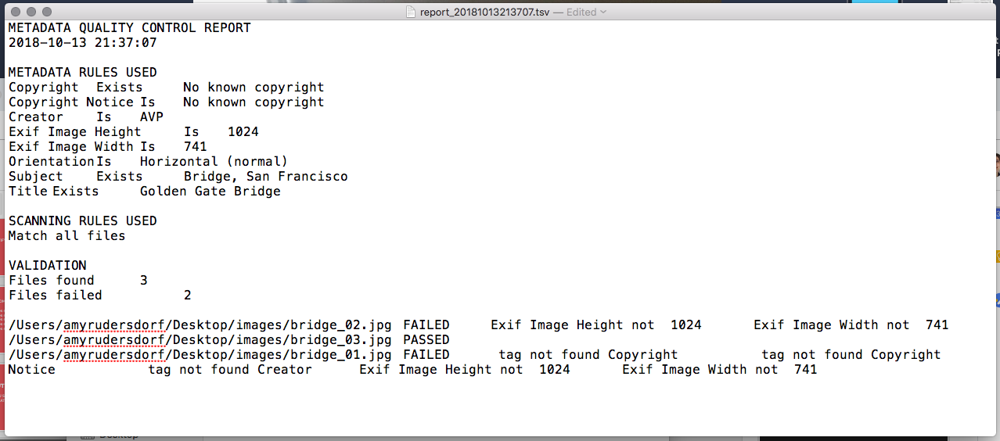 report_20181013213707.tsv — Edited
METADATA QUALITY CONTROL REPORT
2018-10-13 21:37:07
METADATA RULES USED
Copyright Exists No known copyright
Copyright Notice Is No known copyright
Creator Is AVP
Exif Image Height Is 1024
Exif Image Width Is 741
Orientation Is Horizontal (normal)
Subject Exists Bridge, San Francisco
Title Exists Golden Gate Bridge
SCANNING RULES USED
Match all files
VALIDATION
Files found 3
Files failed 2
/Users/amyrudersdorf/Desktop/images/bridge_02.jpg FAILED Exif Image Height not 1024 Exif Image Width not 741
/Users/amyrudersdorf/Desktop/images/bridge_03.jpg PASSED
/Users/amyrudersdorf/Desktop/images/bridge_01.jpg FAILED tag not found Copyright tag not found Copyright
Notice tag not found Creator Exif Image Height not 1024 Exif Image Width not 741